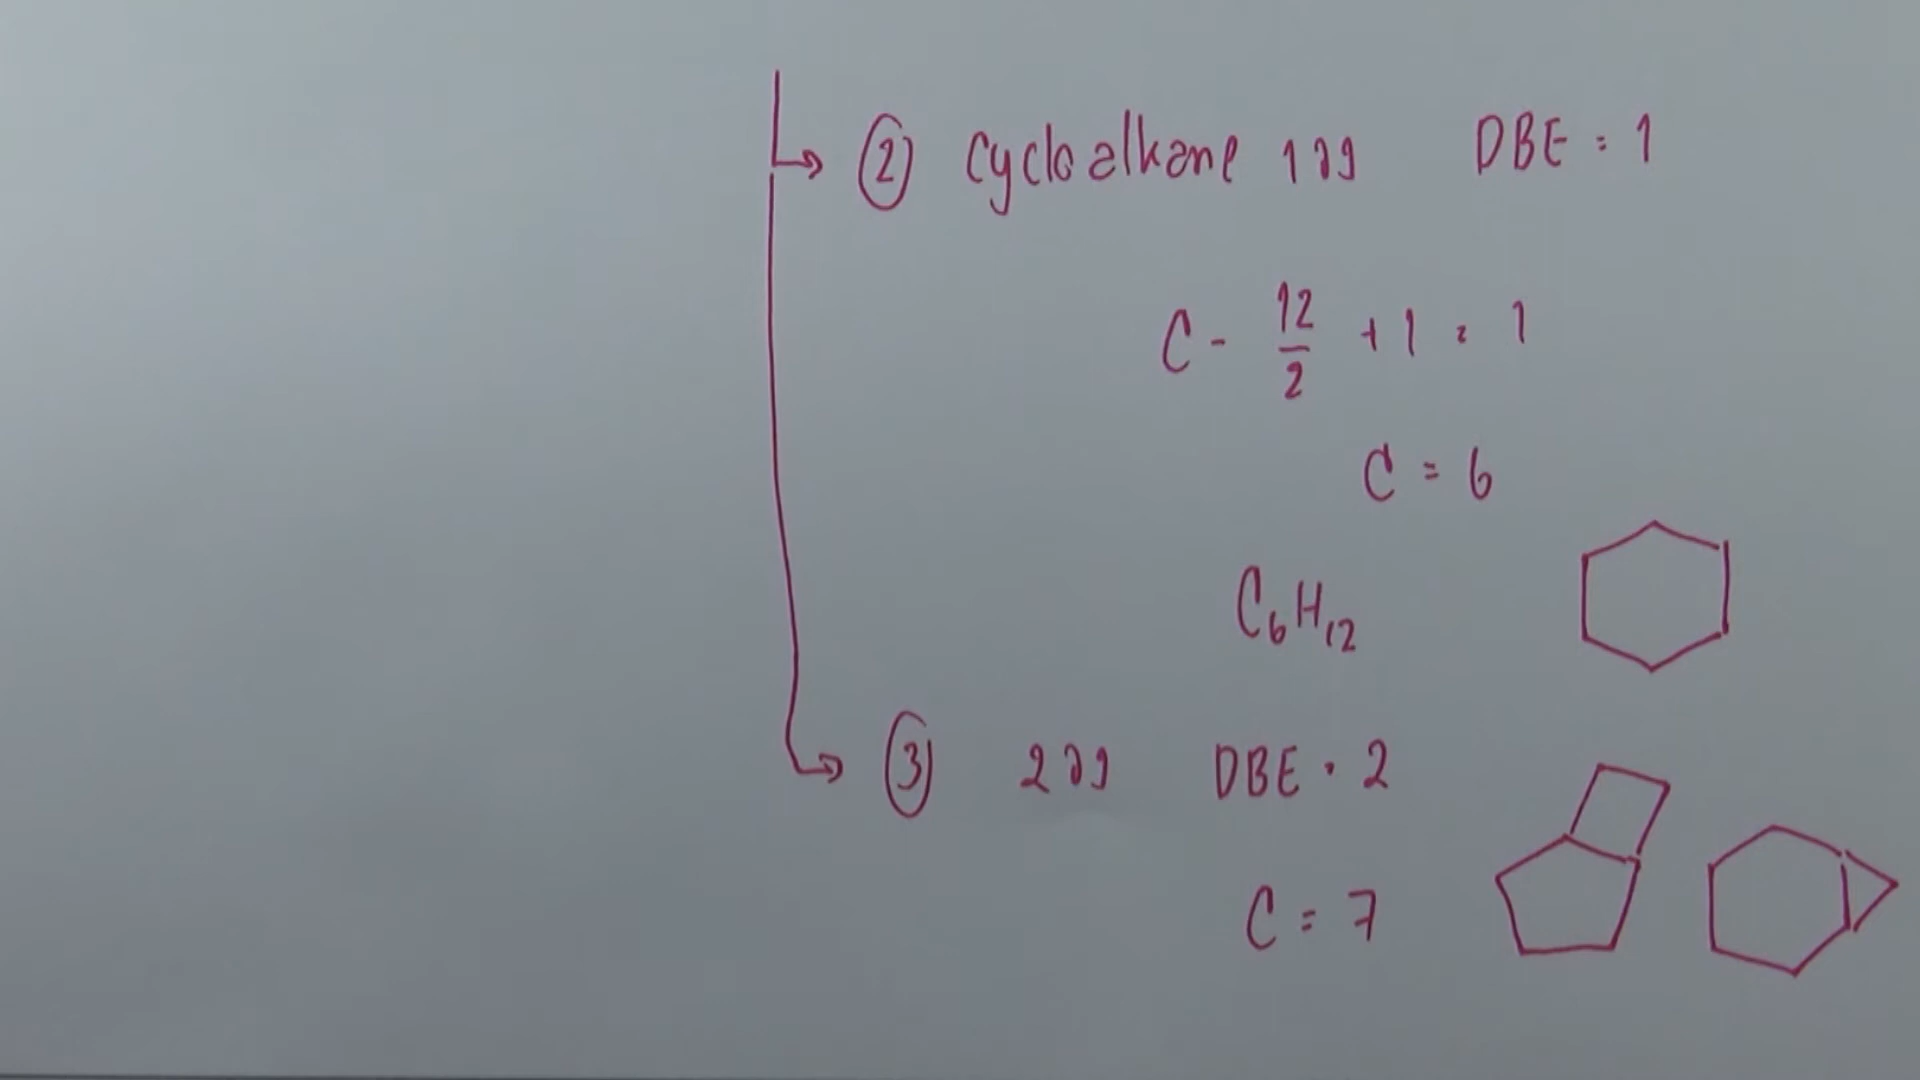 ② Cycloalkane 1 วง DBE = 1
C - 12/2 + 1 = 1
C = 6
C₆H₁₂
③ 2 วง DBE = 2
C = 7